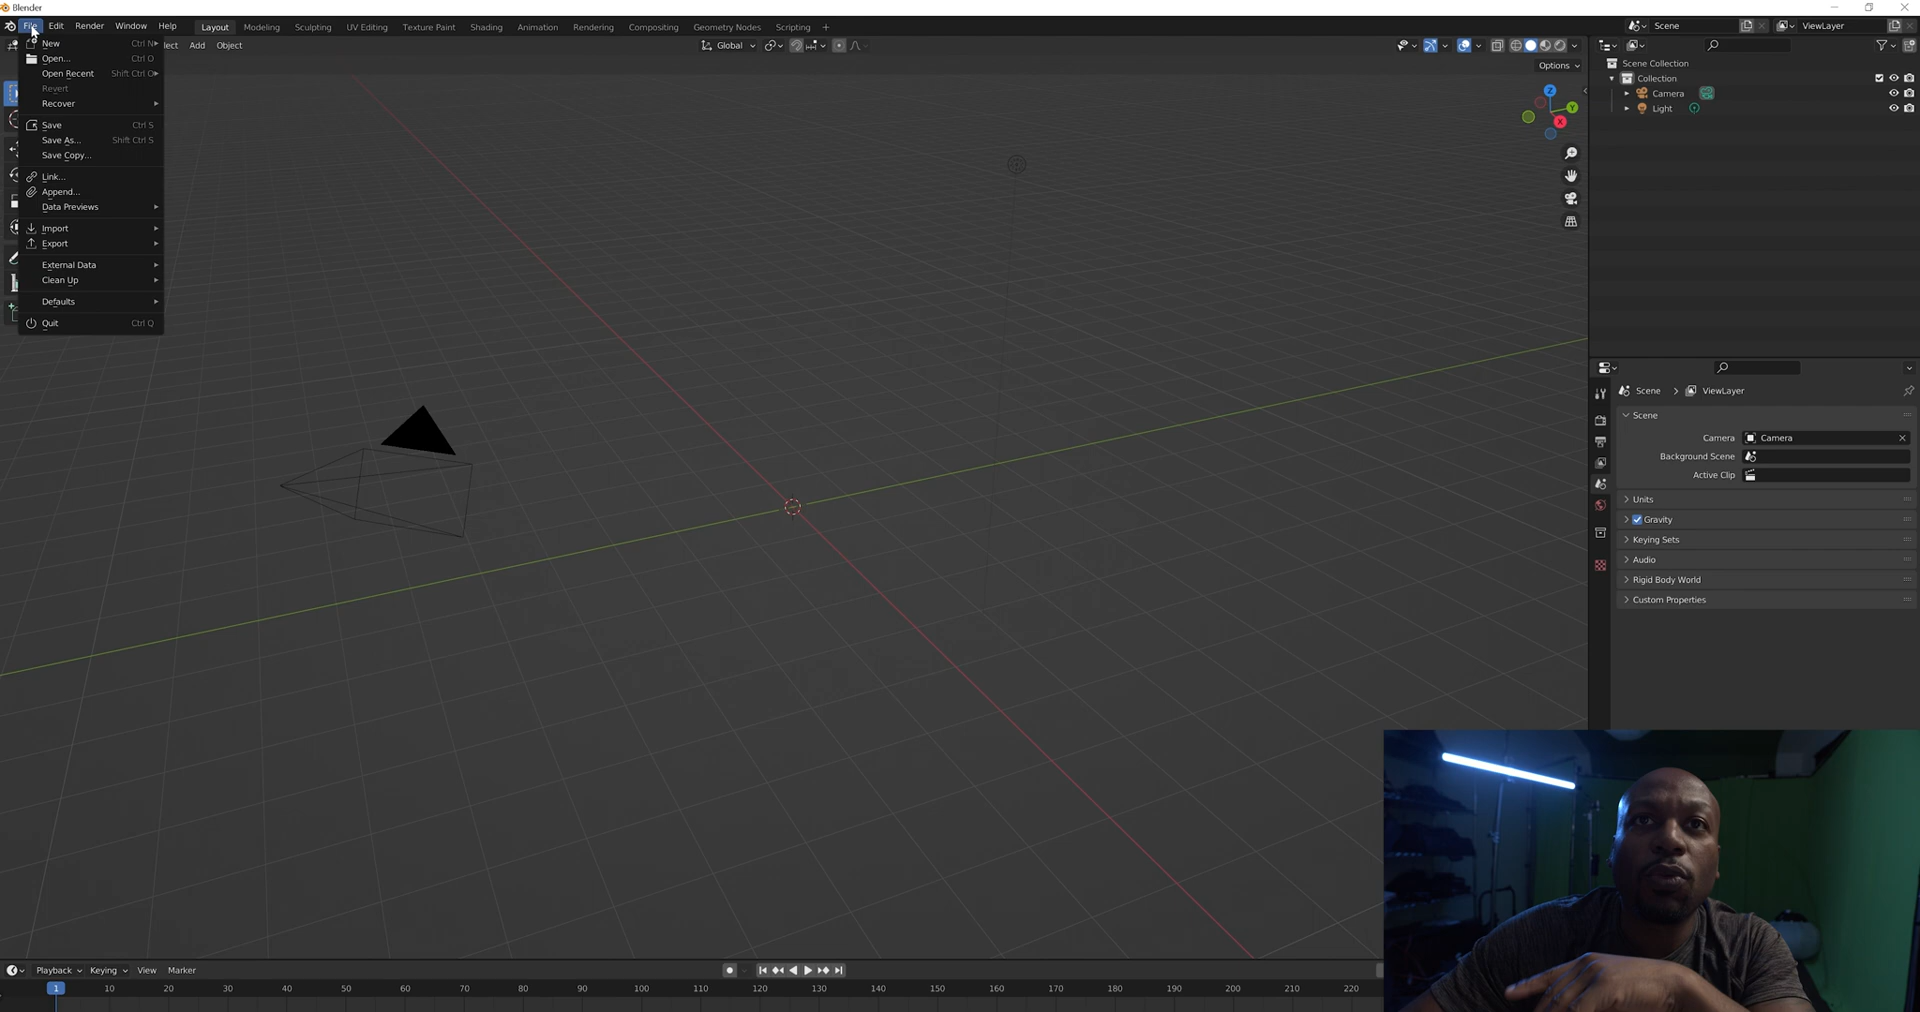 Blender
File Edit Render Window Help Layout Modeling Sculpting UV Editing Texture Paint Shading Animation Rendering Compositing Geometry Nodes Scripting + Scene ViewLayer
lect Add Object Global
Options
New Ctrl N
Open... Ctrl O
Open Recent Shift Ctrl O
Revert
Recover
Save Ctrl S
Save As... Shift Ctrl S
Save Copy...
Link...
Append...
Data Previews
Import
Export
External Data
Clean Up
Defaults
Quit Ctrl Q
Z
Y
X
Scene Collection
Collection
Camera
Light
Scene > ViewLayer
Scene
Camera Camera
Background Scene
Active Clip
Units
Gravity
Keying Sets
Audio
Rigid Body World
Custom Properties
Playback Keying View Marker
1 10 20 30 40 50 60 70 80 90 100 110 120 130 140 150 160 170 180 190 200 210 220